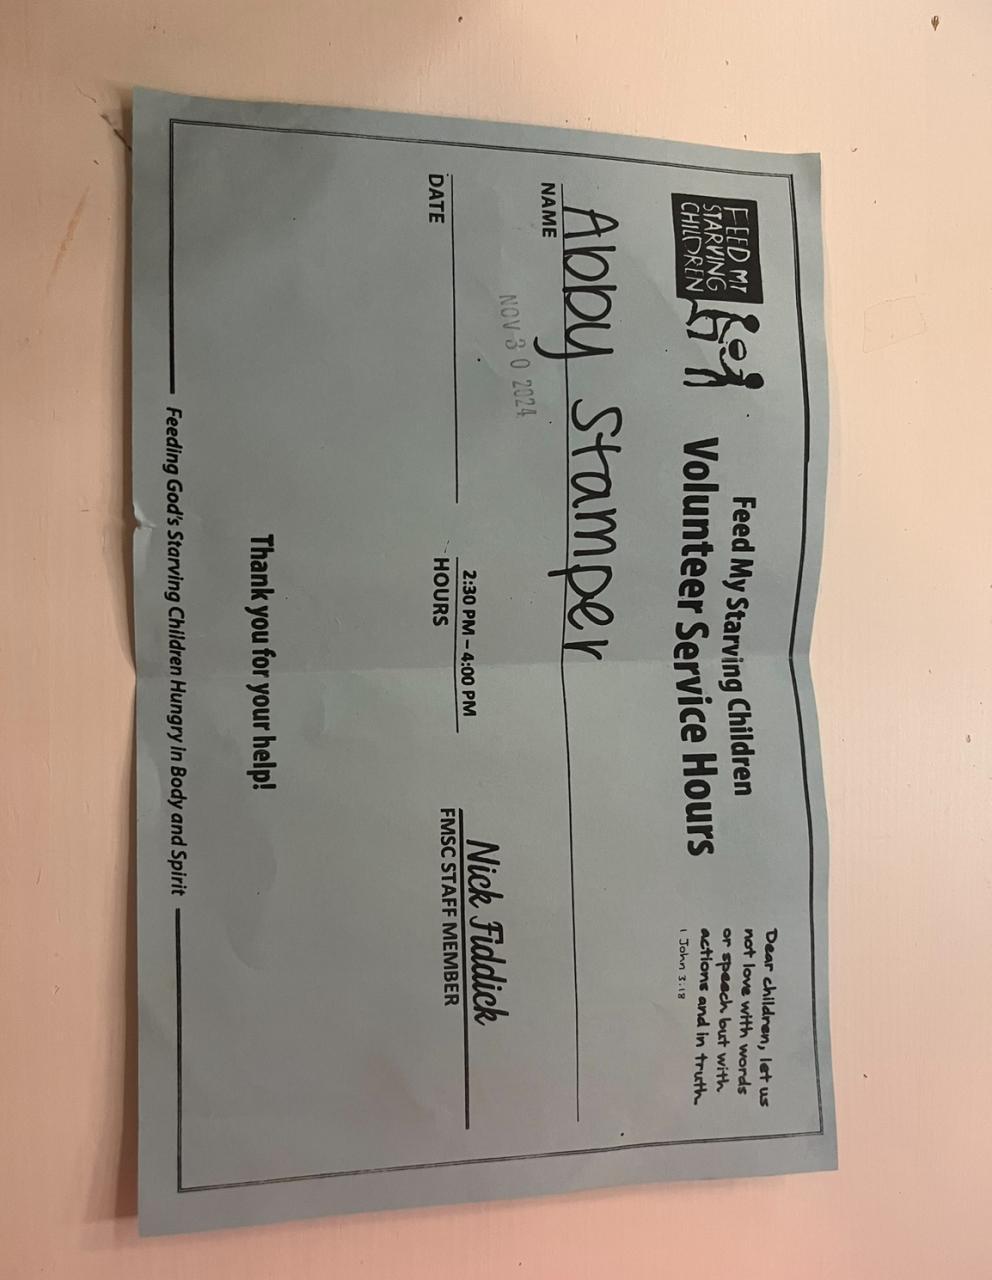 FEED MY
STARVING
CHILDREN
Feed My Starving Children
Volunteer Service Hours
Dear children, let us
not love with words
or speech but with
actions and in truth.
1 John 3:18
Abby Stamper
NAME
NOV 30 2024
DATE
2:30 PM – 4:00 PM
HOURS
Nick Fiddick
FMSC STAFF MEMBER
Thank you for your help!
Feeding God's Starving Children Hungry in Body and Spirit